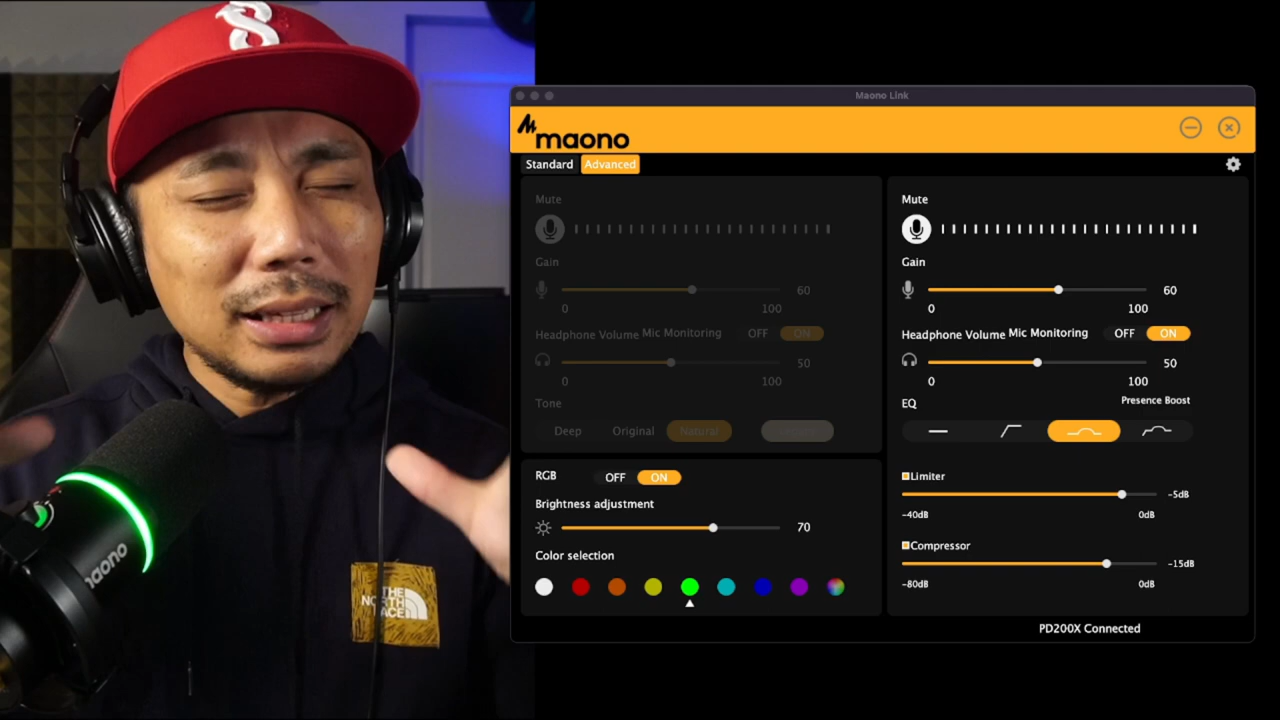 Maono Link
maono
Standard Advanced
Mute
Gain
60
0 100
Headphone Volume Mic Monitoring OFF ON
50
0 100
Tone
Deep Original Natural
RGB OFF ON
Brightness adjustment
70
Color selection
Mute
Gain
60
0 100
Headphone Volume Mic Monitoring OFF ON
50
0 100
EQ Presence Boost
Limiter
-5dB
-40dB 0dB
Compressor
-15dB
-80dB 0dB
PD200X Connected
maono
THE
NORTH
FACE